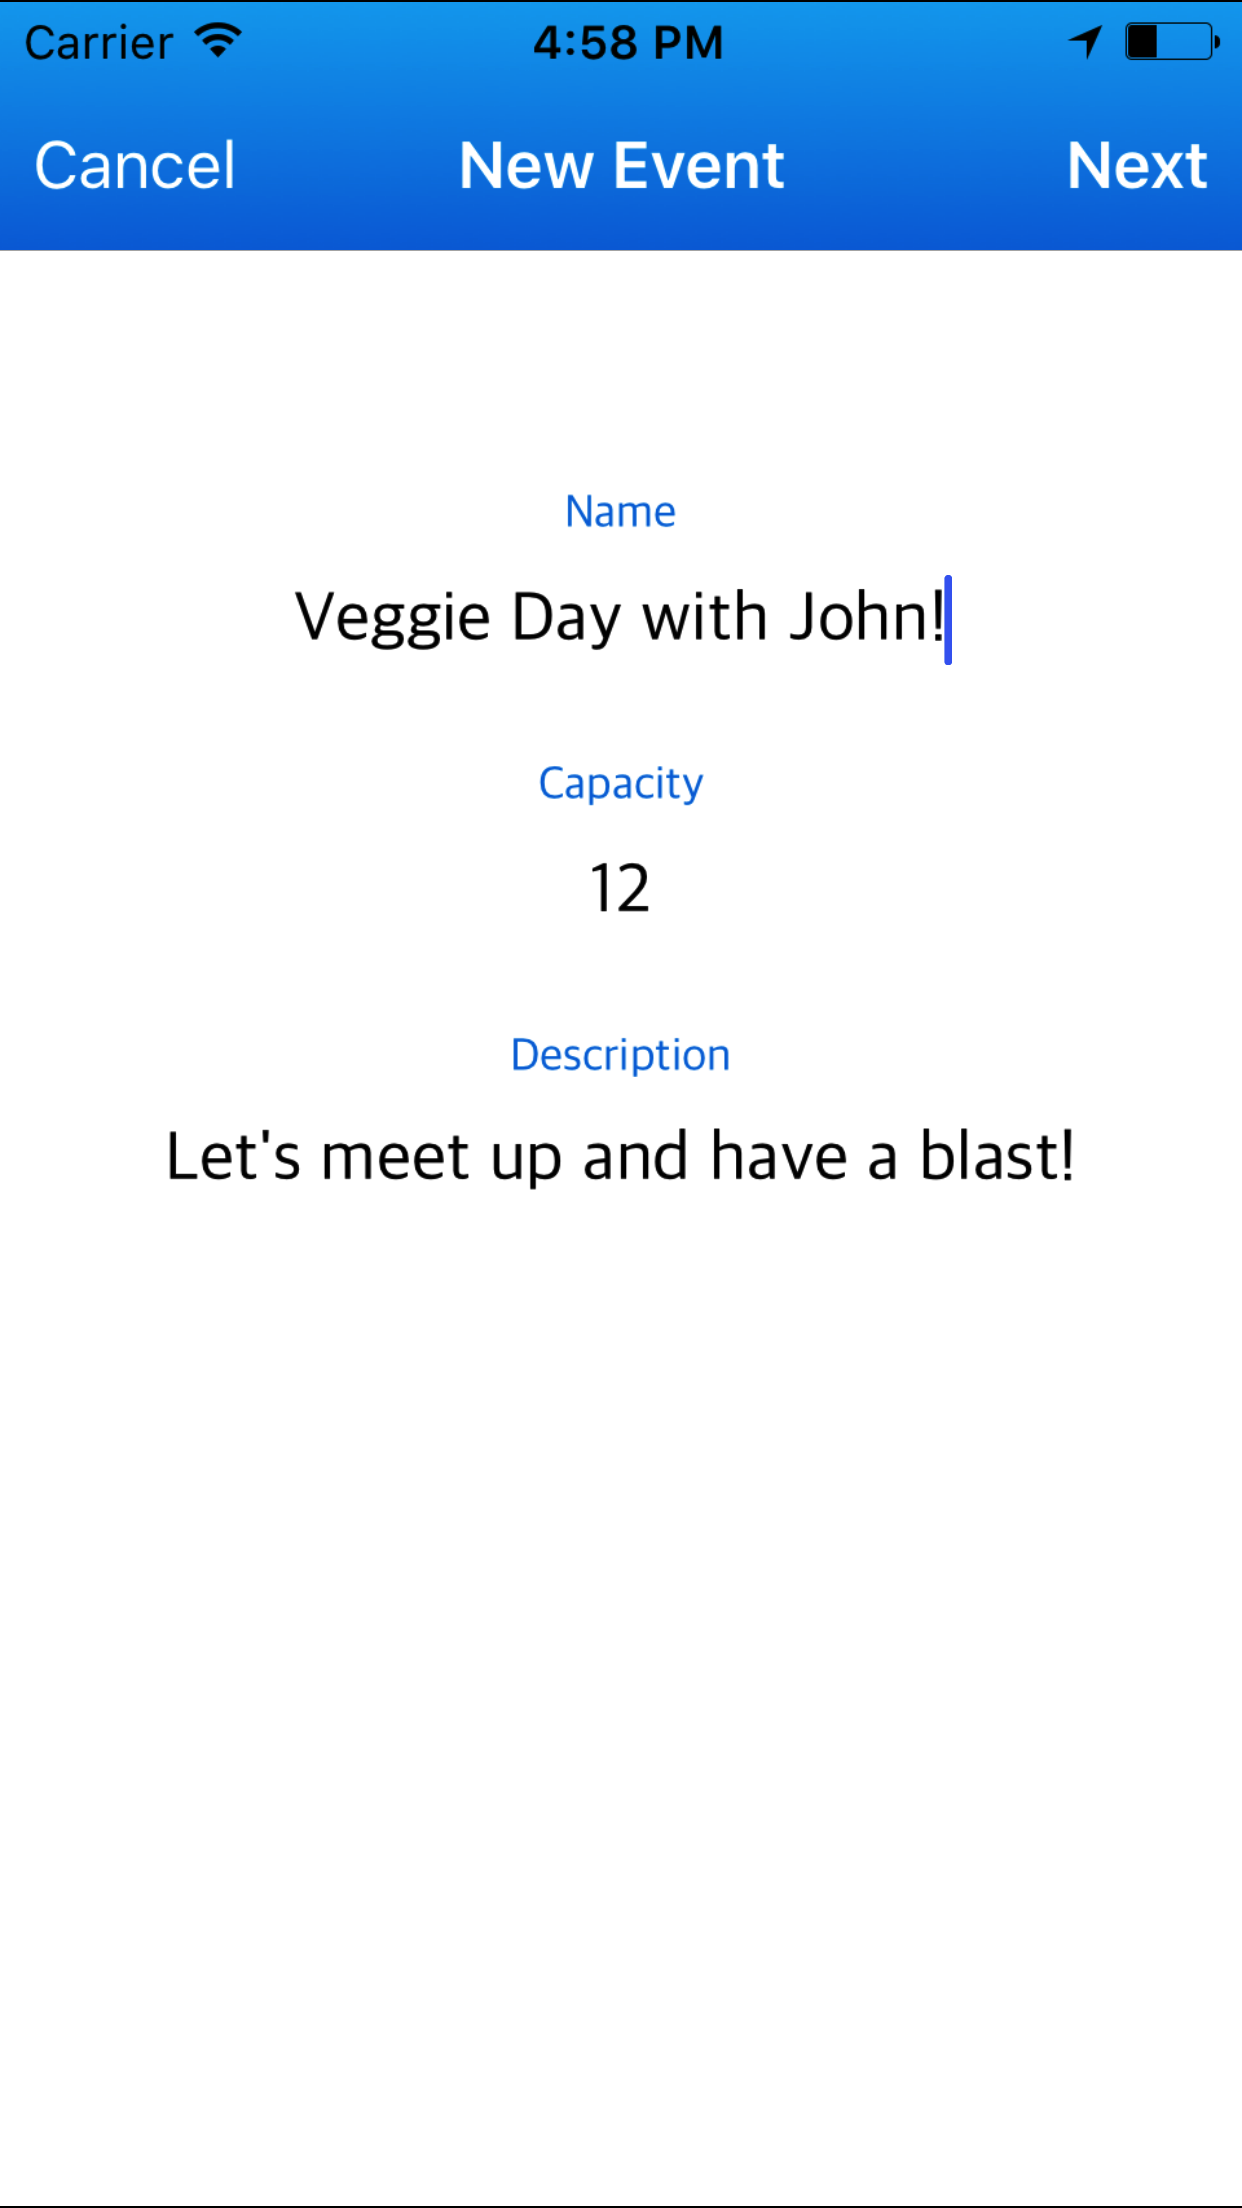 Carrier 4:58 PM
Cancel New Event Next
Name
Veggie Day with John!
Capacity
12
Description
Let's meet up and have a blast!